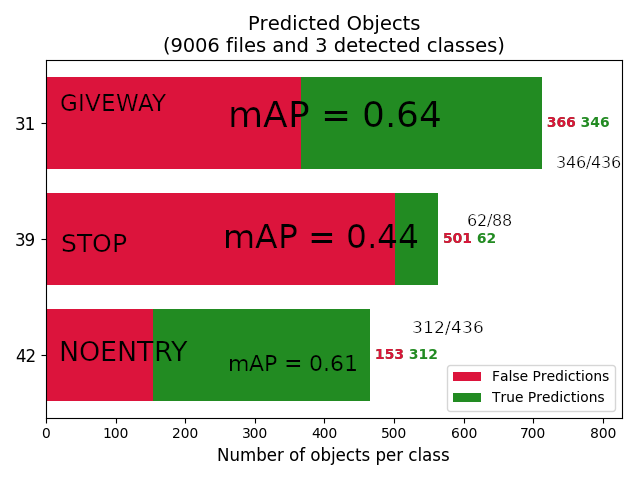 Predicted Objects
(9006 files and 3 detected classes)
31
GIVEWAY
mAP = 0.64
366 346
346/436
39
STOP
mAP = 0.44
62/88
501 62
42
NOENTRY
mAP = 0.61
312/436
153 312
False Predictions
True Predictions
0 100 200 300 400 500 600 700 800
Number of objects per class